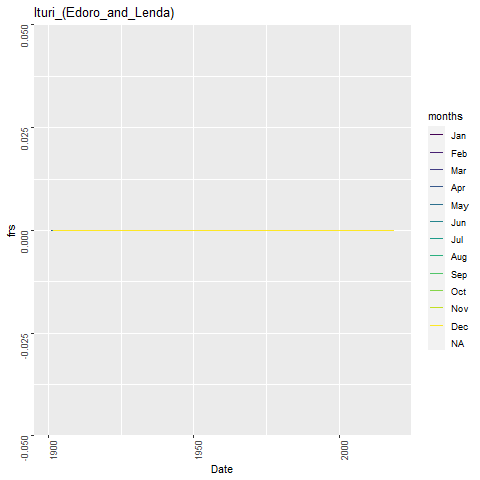 Ituri_(Edoro_and_Lenda)
0.050
0.025
0.000
-0.025
-0.050
frs
1900
1950
2000
Date
months
Jan
Feb
Mar
Apr
May
Jun
Jul
Aug
Sep
Oct
Nov
Dec
NA